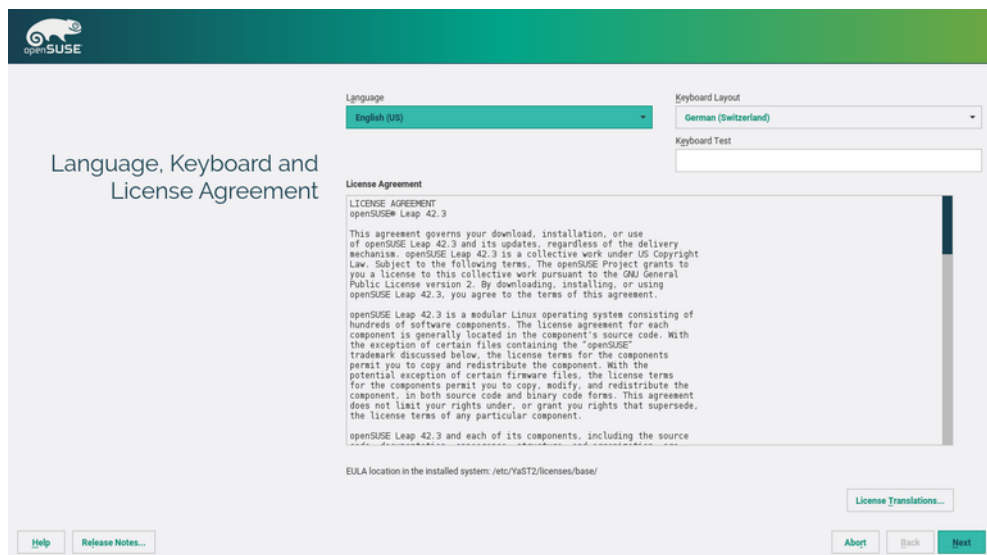 openSUSE
Language
Keyboard Layout
English (US)
German (Switzerland)
Keyboard Test
Language, Keyboard and
License Agreement
License Agreement
LICENSE AGREEMENT
openSUSE® Leap 42.3
This agreement governs your download, installation, or use
of openSUSE Leap 42.3 and its updates, regardless of the delivery
mechanism. openSUSE Leap 42.3 is a collective work under US Copyright
Law. Subject to the following terms, The openSUSE Project grants to
you a license to this collective work pursuant to the GNU General
Public License version 2. By downloading, installing, or using
openSUSE Leap 42.3, you agree to the terms of this agreement.
openSUSE Leap 42.3 is a modular Linux operating system consisting of
hundreds of software components. The license agreement for each
component is generally located in the component's source code. With
the exception of certain files containing the "openSUSE"
trademark discussed below, the license terms for the components
permit you to copy and redistribute the component. With the
potential exception of certain firmware files, the license terms
for the components permit you to copy, modify, and redistribute the
component, in both source code and binary code forms. This agreement
does not limit your rights under, or grant you rights that supersede,
the license terms of any particular component.
openSUSE Leap 42.3 and each of its components, including the source
EULA location in the installed system: /etc/YaST2/licenses/base/
License Translations...
Help
Release Notes...
Abort
Back
Next